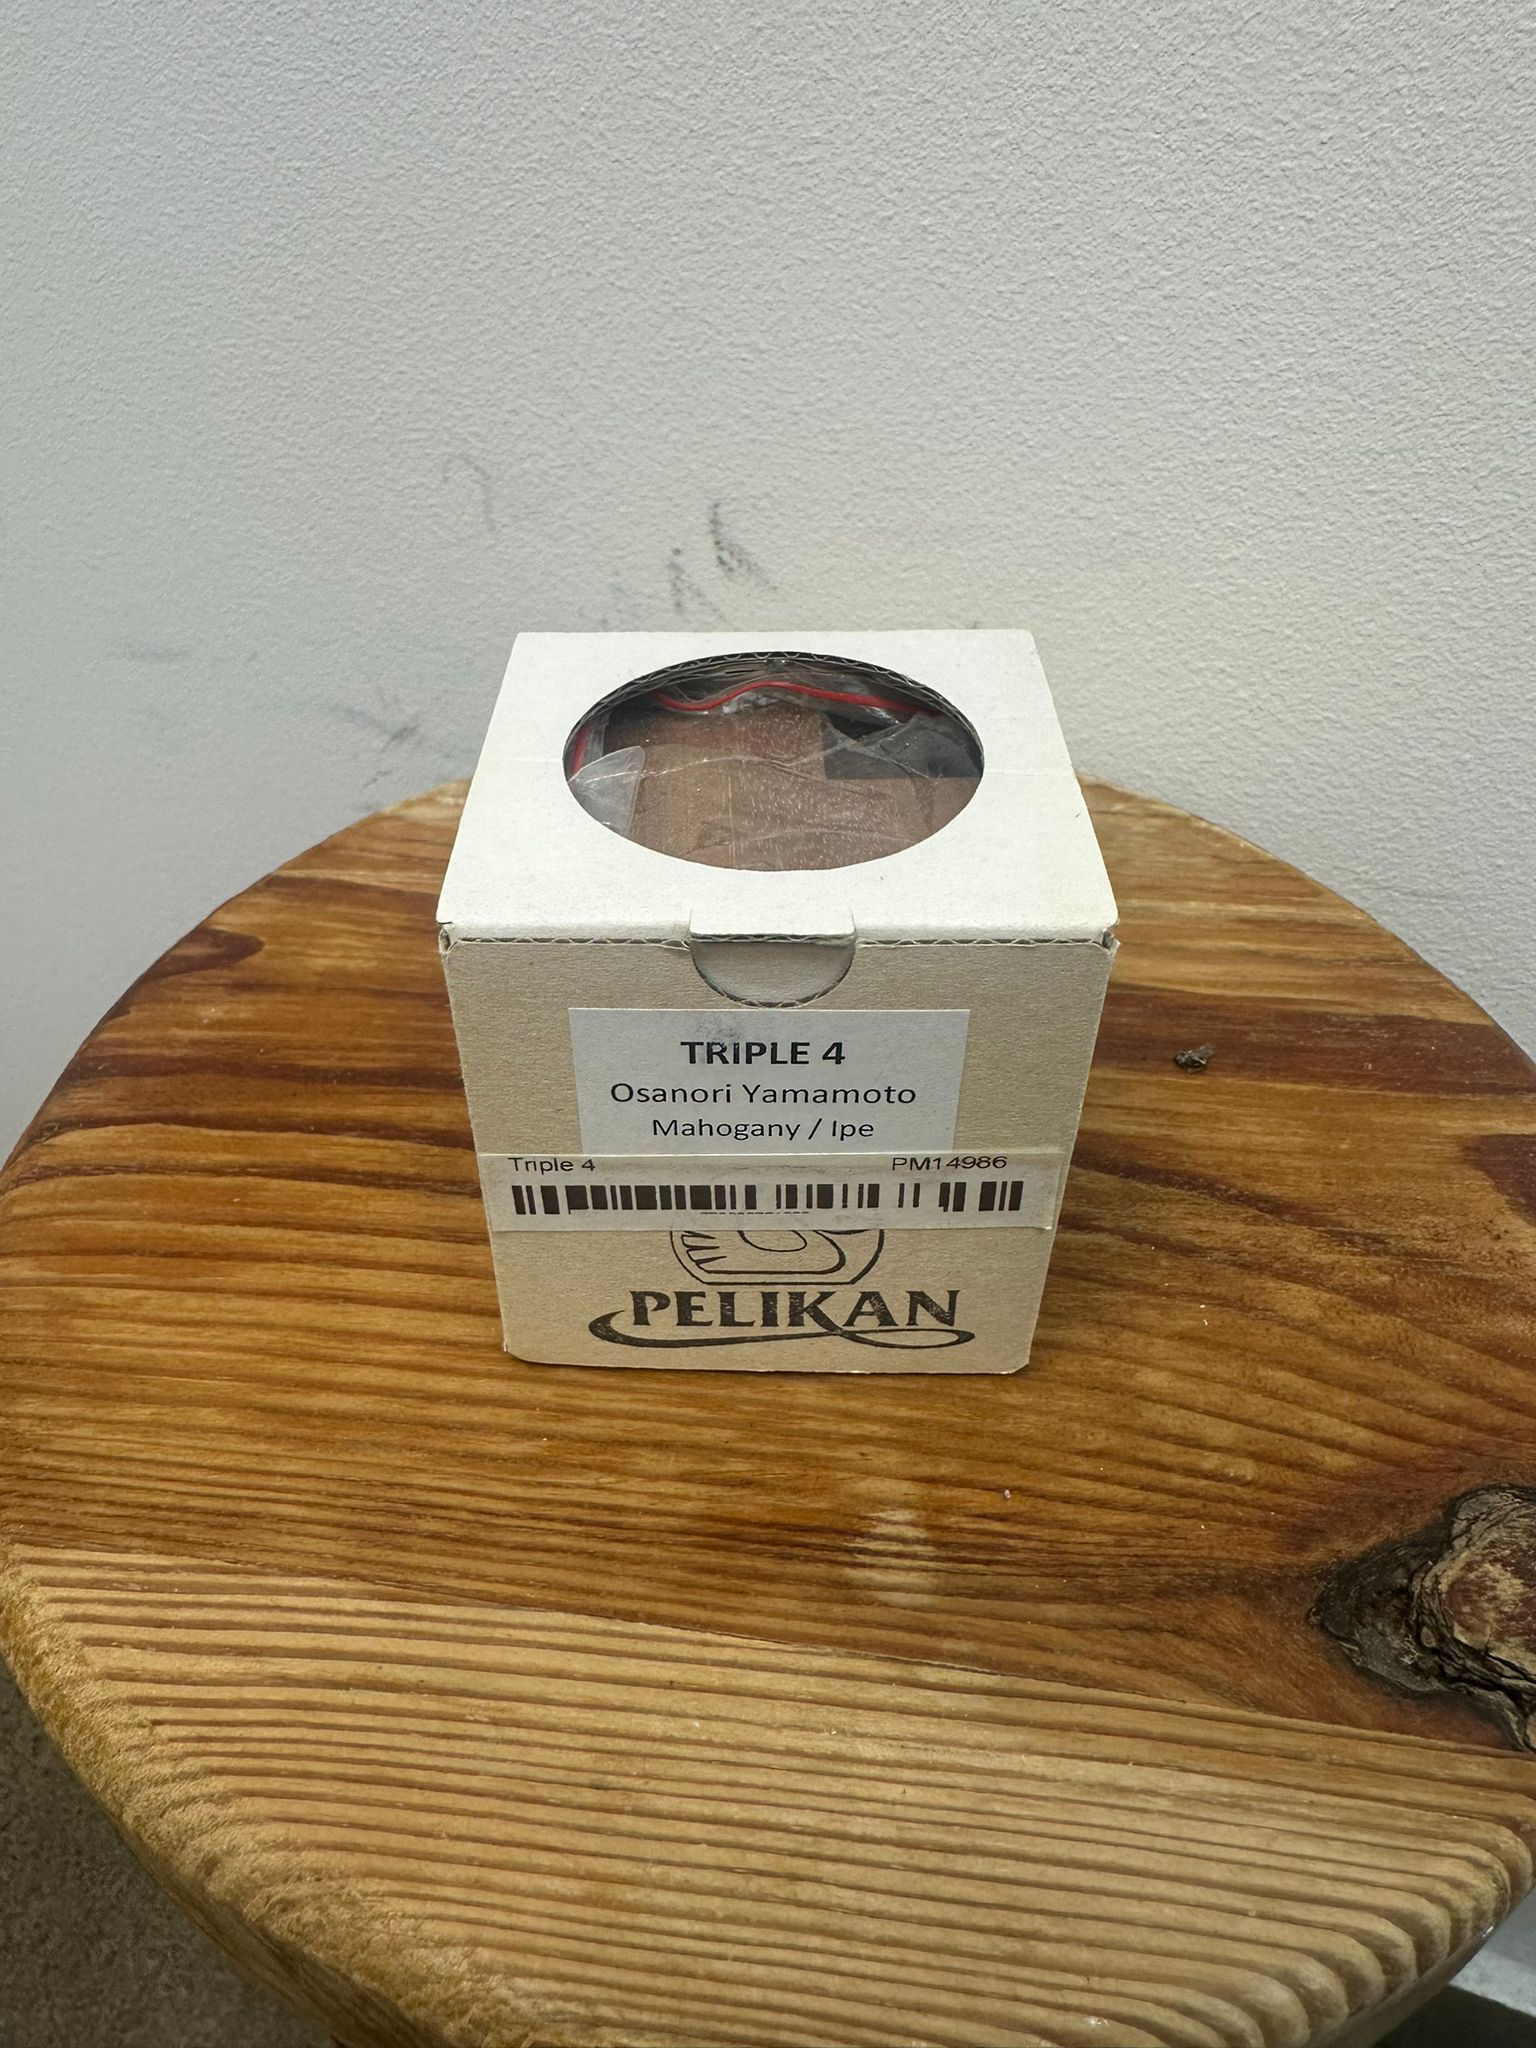 TRIPLE 4
Osanori Yamamoto
Mahogany / Ipe
Triple 4 PM14986
PELIKAN